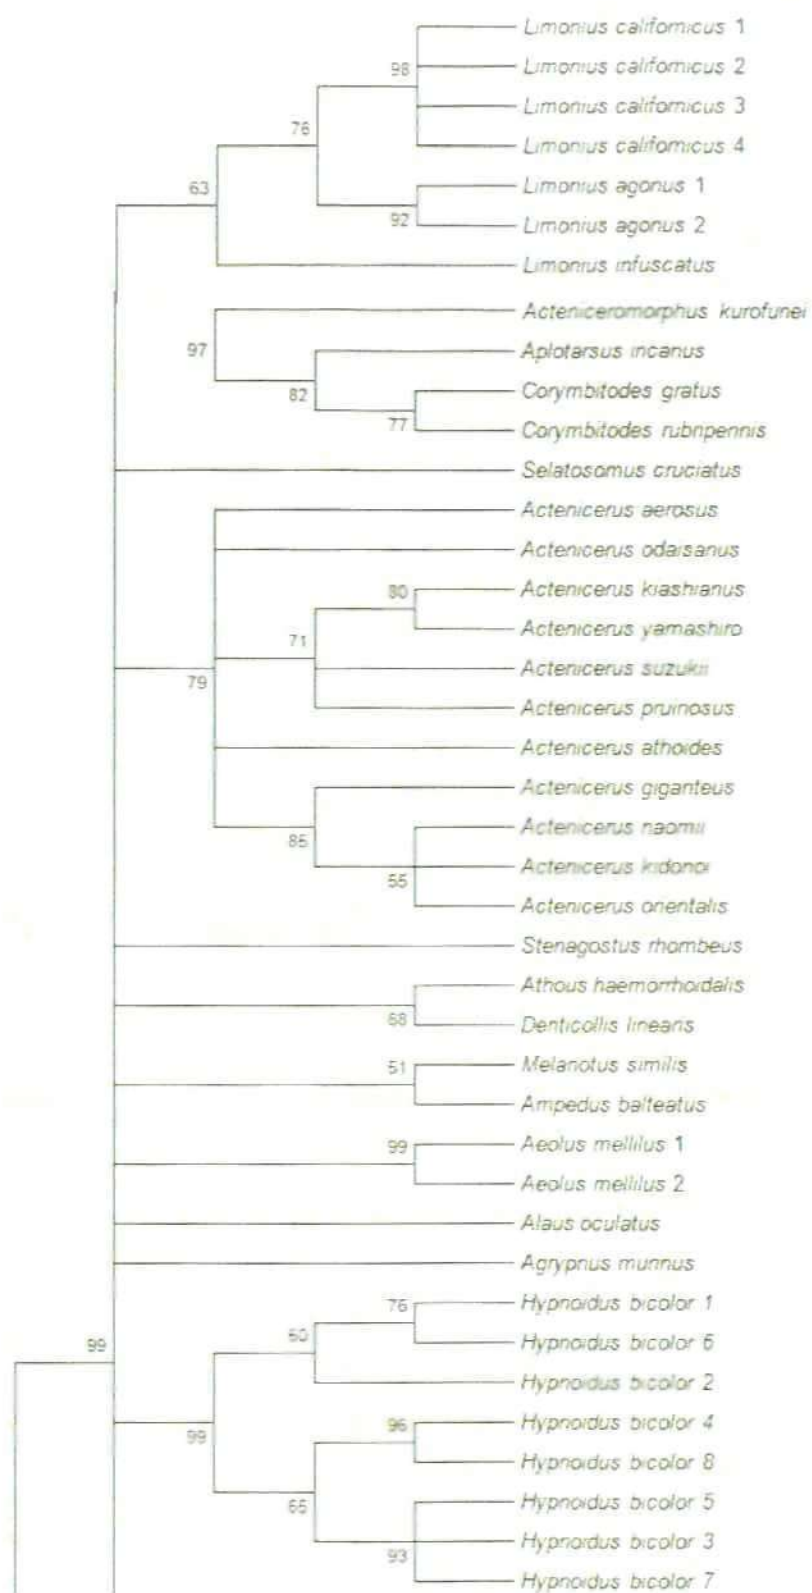 Limonius californicus 1
98
Limonius californicus 2
Limonius californicus 3
76
Limonius californicus 4
63
Limonius agonus 1
92
Limonius agonus 2
Limonius infuscatus
Acteniceromorphus kurofunei
97
Aplotarsus incanus
82
Corymbitodes gratus
77
Corymbitodes rubripennis
Selatosomus cruciatus
Actenicerus aerosus
Actenicerus odaisanus
80
Actenicerus kiashianus
Actenicerus yamashiro
71
Actenicerus suzukii
79
Actenicerus pruinosus
Actenicerus athoides
Actenicerus giganteus
Actenicerus naomii
85
Actenicerus kidonoi
55
Actenicerus orientalis
Stenagostus rhombeus
Athous haemorrhoidalis
68
Denticollis linearis
51
Melanotus similis
Ampedus balteatus
99
Aeolus mellilus 1
Aeolus mellilus 2
Alaus oculatus
Agrypnus murinus
76
Hypnoidus bicolor 1
60
Hypnoidus bicolor 6
99
Hypnoidus bicolor 2
96
Hypnoidus bicolor 4
99
Hypnoidus bicolor 8
65
Hypnoidus bicolor 5
Hypnoidus bicolor 3
93
Hypnoidus bicolor 7